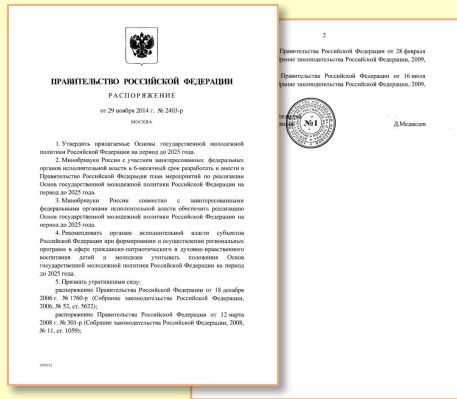 ПРАВИТЕЛЬСТВО РОССИЙСКОЙ ФЕДЕРАЦИИ
РАСПОРЯЖЕНИЕ
от 29 ноября 2014 г. № 2403-р
МОСКВА
1. Утвердить прилагаемые Основы государственной молодежной
политики Российской Федерации на период до 2025 года.
2. Минобрнауки России с участием заинтересованных федеральных
органов исполнительной власти в 6-месячный срок разработать и внести в
Правительство Российской Федерации план мероприятий по реализации
Основ государственной молодежной политики Российской Федерации на
период до 2025 года.
3. Минобрнауки России совместно с заинтересованными
федеральными органами исполнительной власти обеспечить реализацию
Основ государственной молодежной политики Российской Федерации на
период до 2025 года.
4. Рекомендовать органам исполнительной власти субъектов
Российской Федерации при формировании и осуществлении региональных
программ в сфере гражданско-патриотического и духовно-нравственного
воспитания детей и молодежи учитывать положения Основ
государственной молодежной политики Российской Федерации на период
до 2025 года.
5. Признать утратившими силу:
распоряжение Правительства Российской Федерации от 18 декабря
2006 г. № 1760-р (Собрание законодательства Российской Федерации,
2006, № 52, ст. 5622);
распоряжение Правительства Российской Федерации от 12 марта
2008 г. № 301-р (Собрание законодательства Российской Федерации, 2008,
№ 11, ст. 1059);
2
Правительства Российской Федерации от 28 февраля
законодательства Российской Федерации, 2009,
Правительства Российской Федерации от 16 июля
законодательства Российской Федерации, 2009,
№1
Д.Медведев